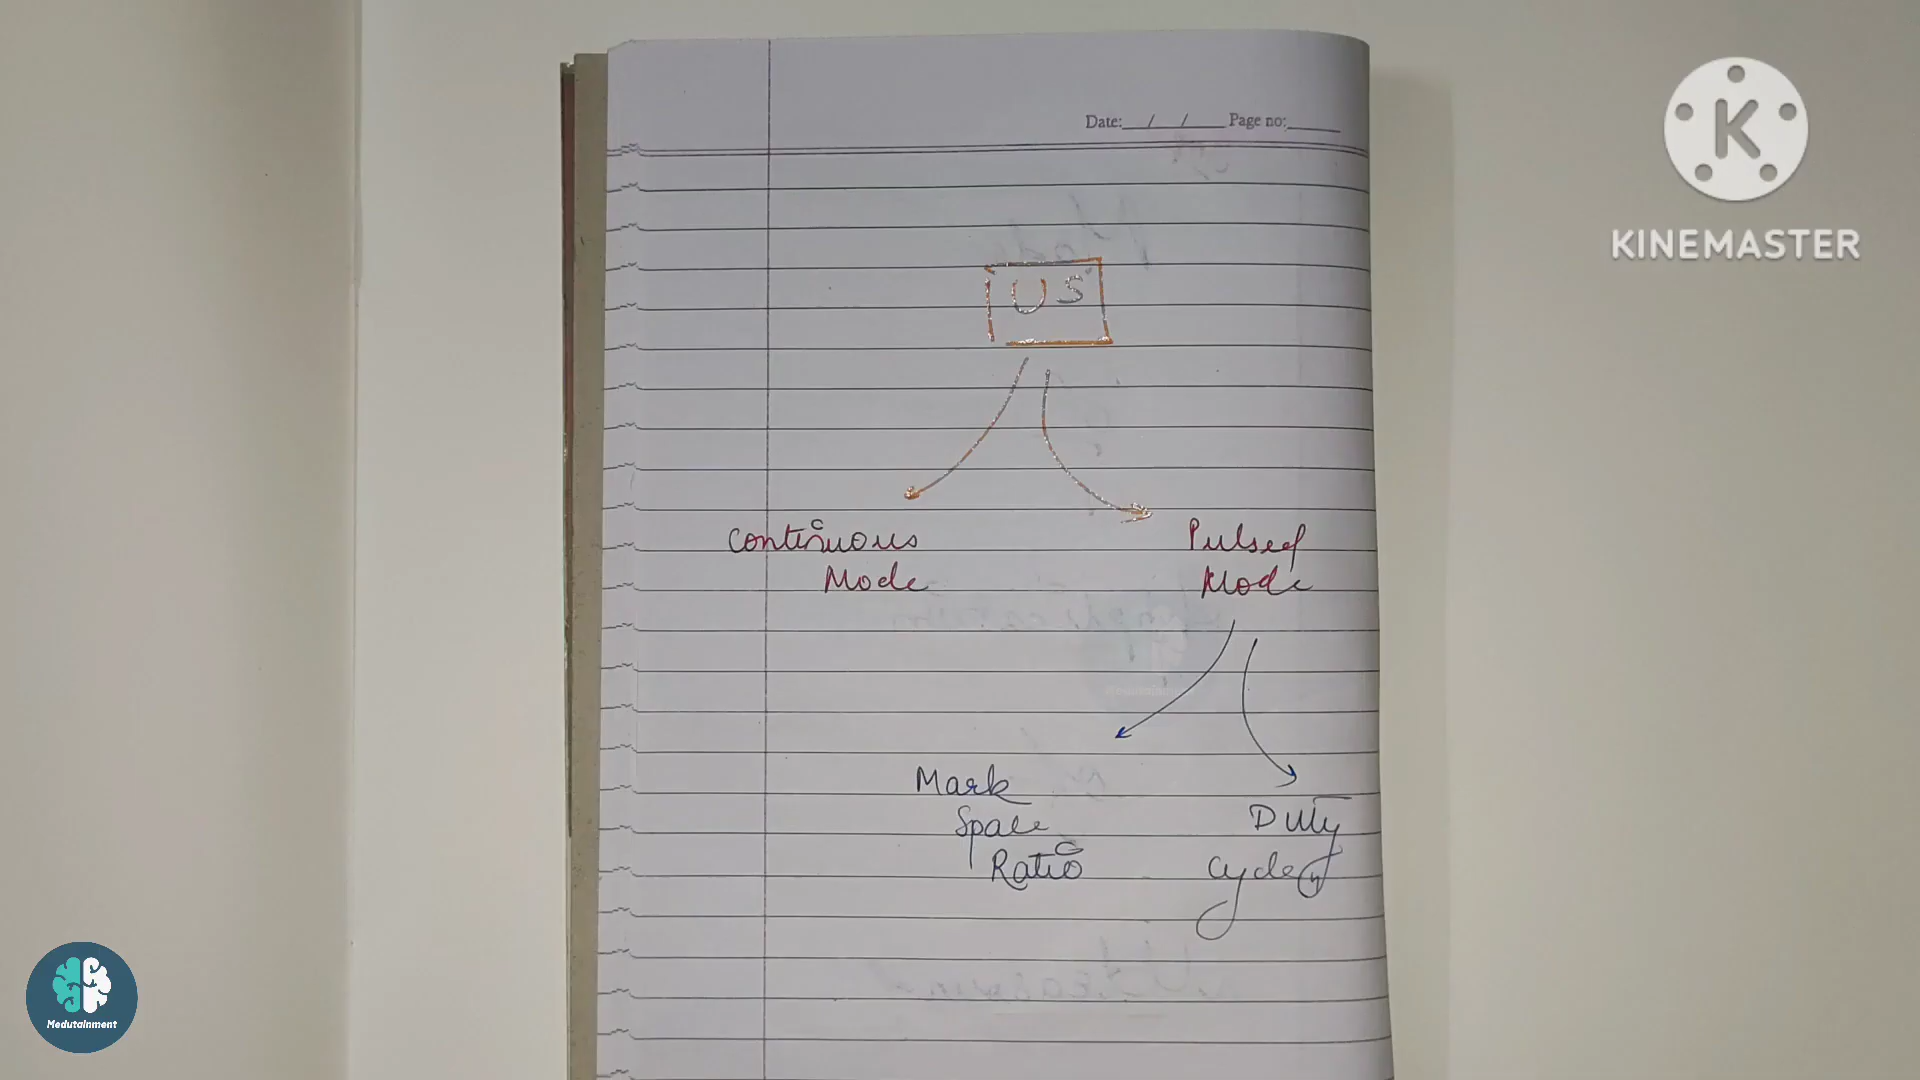 Date: / / Page no:
US
Continuous
Mode
Pulsed
Mode
Mark
Space
Ratio
Duty
Cycle
KINEMASTER
Medutainment